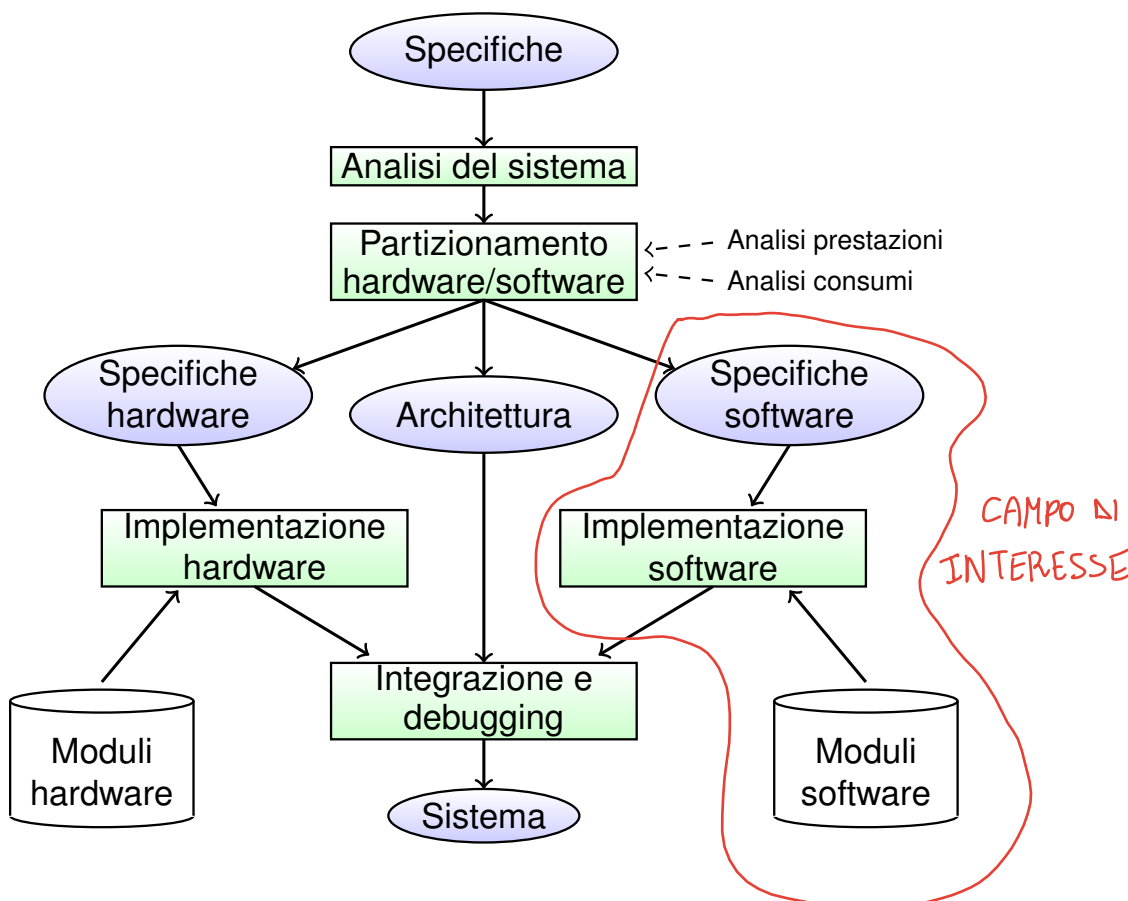 Specifiche
Analisi del sistema
Partizionamento
hardware/software
Analisi prestazioni
Analisi consumi
Specifiche
hardware
Architettura
Specifiche
software
Implementazione
hardware
Implementazione
software
CAMPO DI
INTERESSE
Integrazione e
debugging
Moduli
hardware
Moduli
software
Sistema